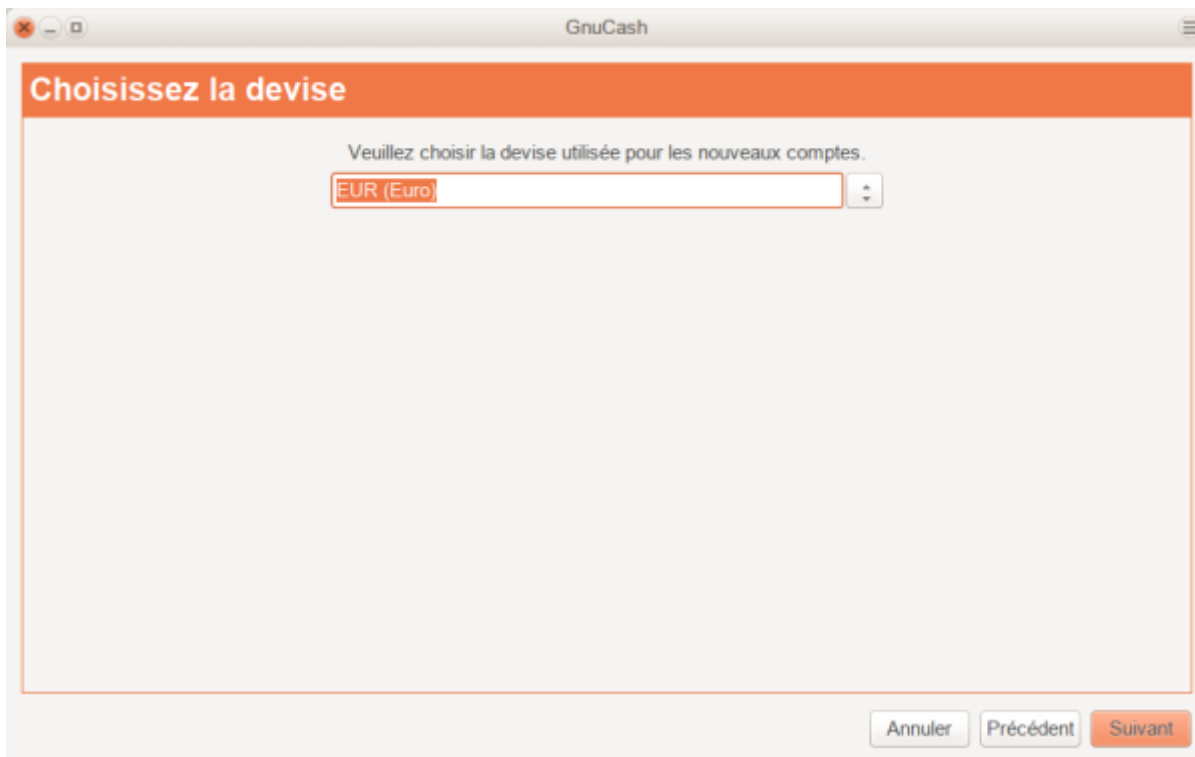 GnuCash
Choisissez la devise
Veuillez choisir la devise utilisée pour les nouveaux comptes.
EUR (Euro)
Annuler Précédent Suivant